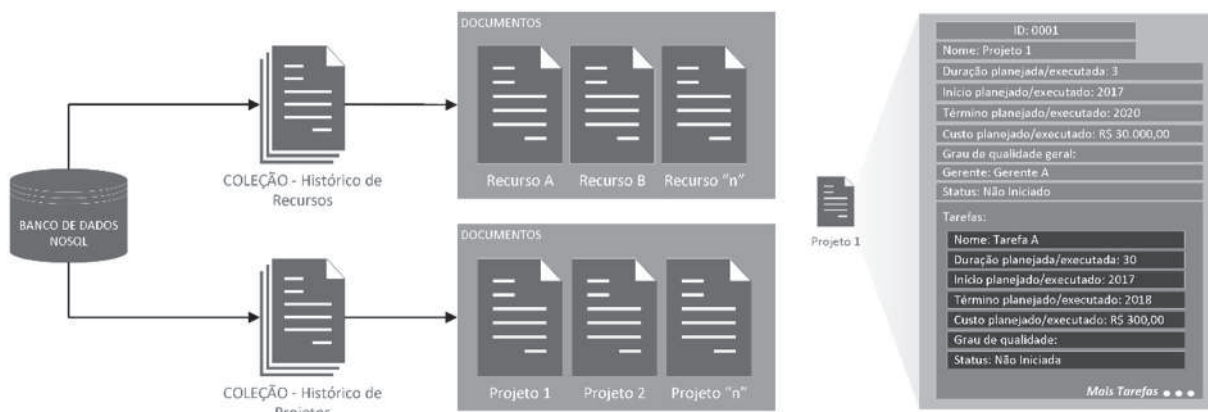 BANCO DE DADOS
NOSQL
COLEÇÃO - Histórico de
Recursos
DOCUMENTOS
Recurso A
Recurso B
Recurso "n"
COLEÇÃO - Histórico de
Projetos
DOCUMENTOS
Projeto 1
Projeto 2
Projeto "n"
Projeto 1
ID: 0001
Nome: Projeto 1
Duração planejada/executada: 3
Início planejado/executado: 2017
Término planejado/executado: 2020
Custo planejado/executado: R$ 30.000,00
Grau de qualidade geral:
Gerente: Gerente A
Status: Não Iniciado
Tarefas:
Nome: Tarefa A
Duração planejada/executada: 30
Início planejado/executado: 2017
Término planejado/executado: 2018
Custo planejado/executado: R$ 300,00
Grau de qualidade:
Status: Não Iniciada
Mais Tarefas